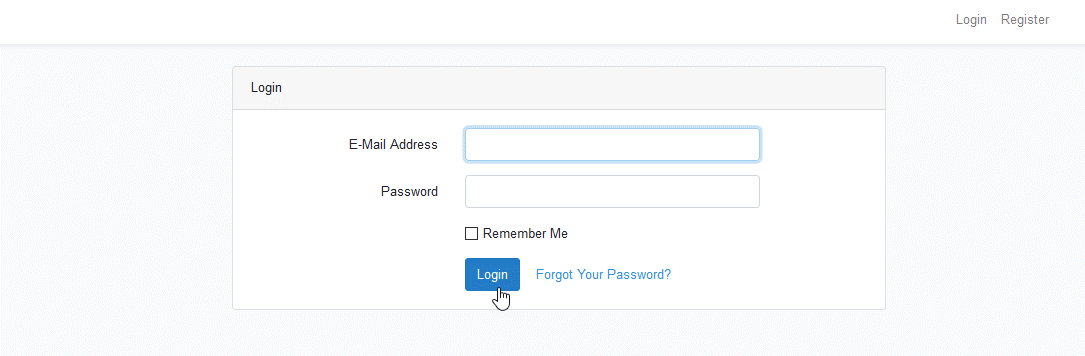 Login Register
Login
E-Mail Address
Password
Remember Me
Login Forgot Your Password?